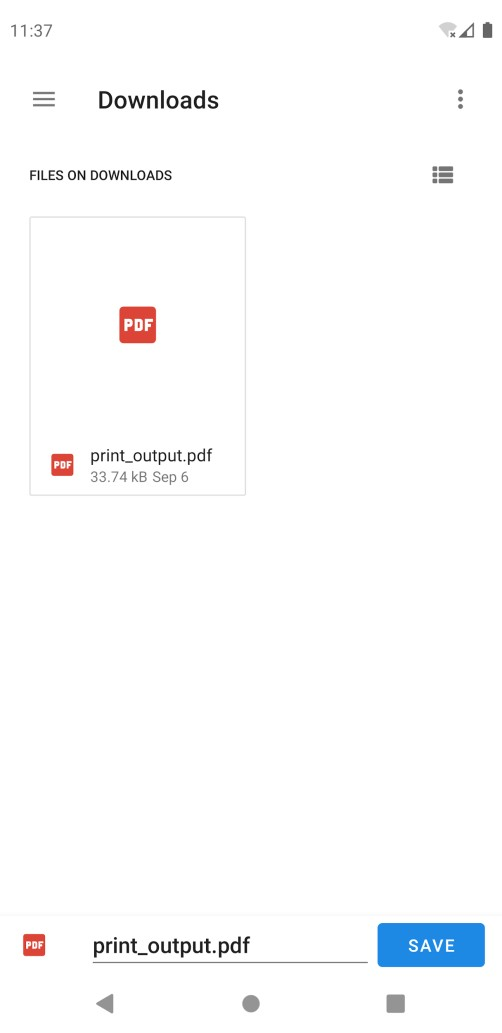 11:37
Downloads
FILES ON DOWNLOADS
PDF
PDF
print_output.pdf
33.74 kB Sep 6
PDF
print_output.pdf
SAVE